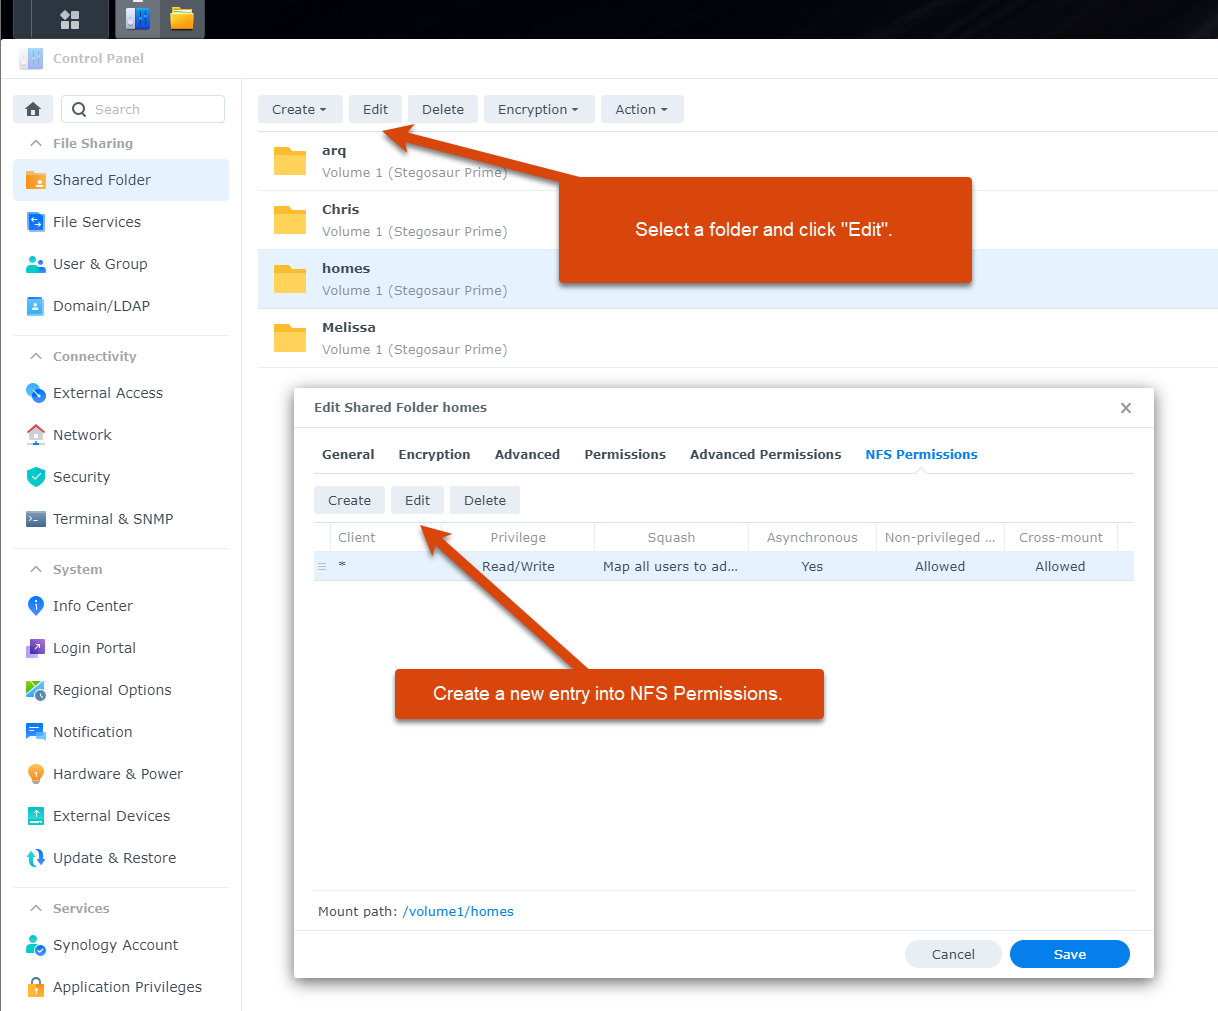 Control Panel
Search
File Sharing
Shared Folder
File Services
User & Group
Domain/LDAP
Connectivity
External Access
Network
Security
Terminal & SNMP
System
Info Center
Login Portal
Regional Options
Notification
Hardware & Power
External Devices
Update & Restore
Services
Synology Account
Application Privileges
Create Edit Delete Encryption Action
arq
Volume 1 (Stegosaur Prime)
Chris
Volume 1 (Stegosaur Prime)
homes
Volume 1 (Stegosaur Prime)
Melissa
Volume 1 (Stegosaur Prime)
Select a folder and click "Edit".
Edit Shared Folder homes
General Encryption Advanced Permissions Advanced Permissions NFS Permissions
Create Edit Delete
Client Privilege Squash Asynchronous Non-privileged ... Cross-mount
* Read/Write Map all users to ad... Yes Allowed Allowed
Create a new entry into NFS Permissions.
Mount path: /volume1/homes
Cancel Save